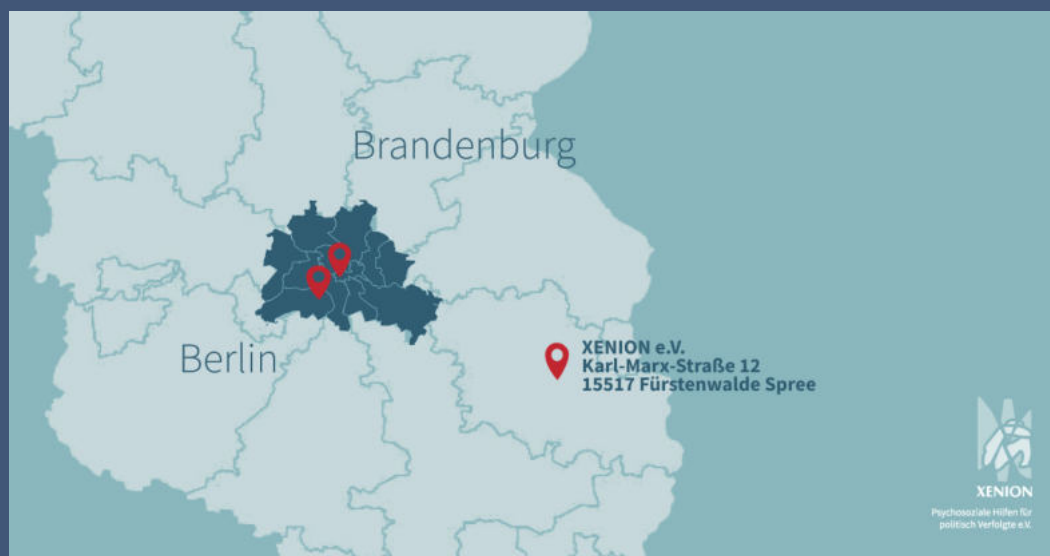 Brandenburg
Berlin
XENION e.V.
Karl-Marx-Straße 12
15517 Fürstenwalde Spree
XENION
Psychosoziale Hilfen für
politisch Verfolgte e.V.